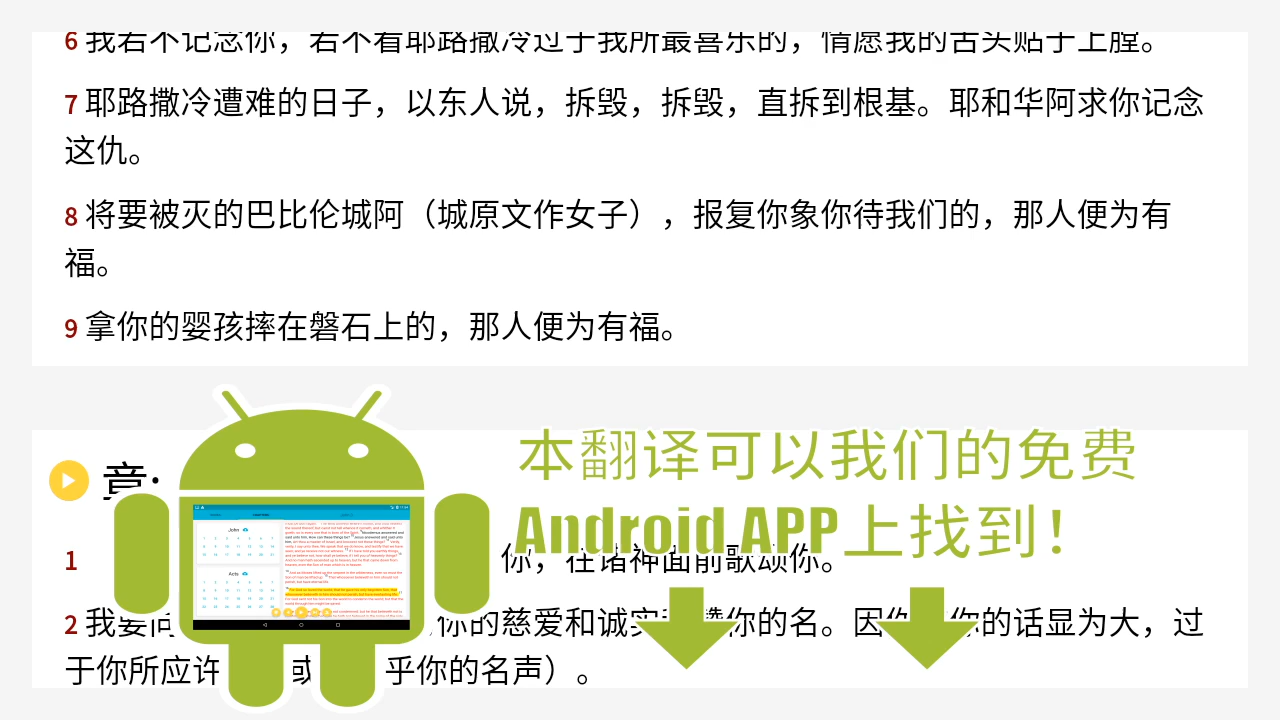 6 我若不记念你，若不看耶路撒冷过于我所最喜乐的，情愿我的舌头贴于上膛。
7 耶路撒冷遭难的日子，以东人说，拆毁，拆毁，直拆到根基。耶和华阿求你记念
这仇。
8 将要被灭的巴比伦城阿（城原文作女子），报复你象你待我们的，那人便为有
福。
9 拿你的婴孩摔在磐石上的，那人便为有福。
本翻译可以我们的免费
Android APP 上找到！
章·
1 你，在诸神面前歌颂你。
2 我要向 你的慈爱和诚实 你的名。因你 你的话显为大，过
于你所应许 或 乎你的名声）。
John
Acts